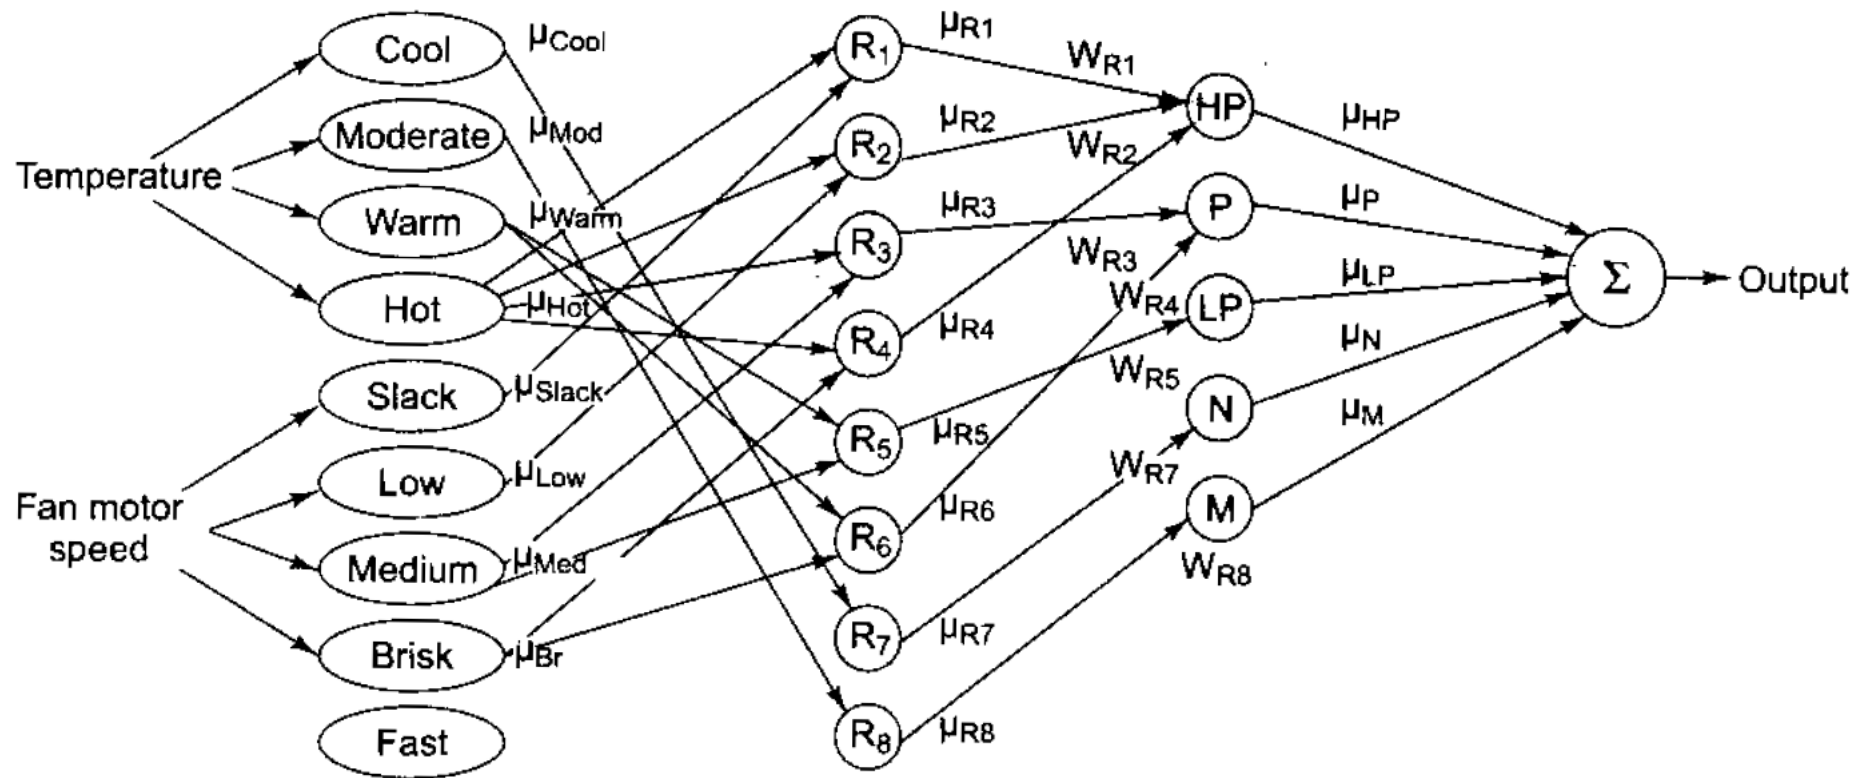 Temperature
Fan motor
speed
Cool
Moderate
Warm
Hot
Slack
Low
Medium
Brisk
Fast
μCool
μMod
μWarm
μHot
μSlack
μLow
μMed
μBr
R1
R2
R3
R4
R5
R6
R7
R8
μR1
μR2
μR3
μR4
μR5
μR6
μR7
μR8
WR1
WR2
WR3
WR4
WR5
WR7
WR8
HP
P
LP
N
M
μHP
μP
μLP
μN
μM
Σ
Output